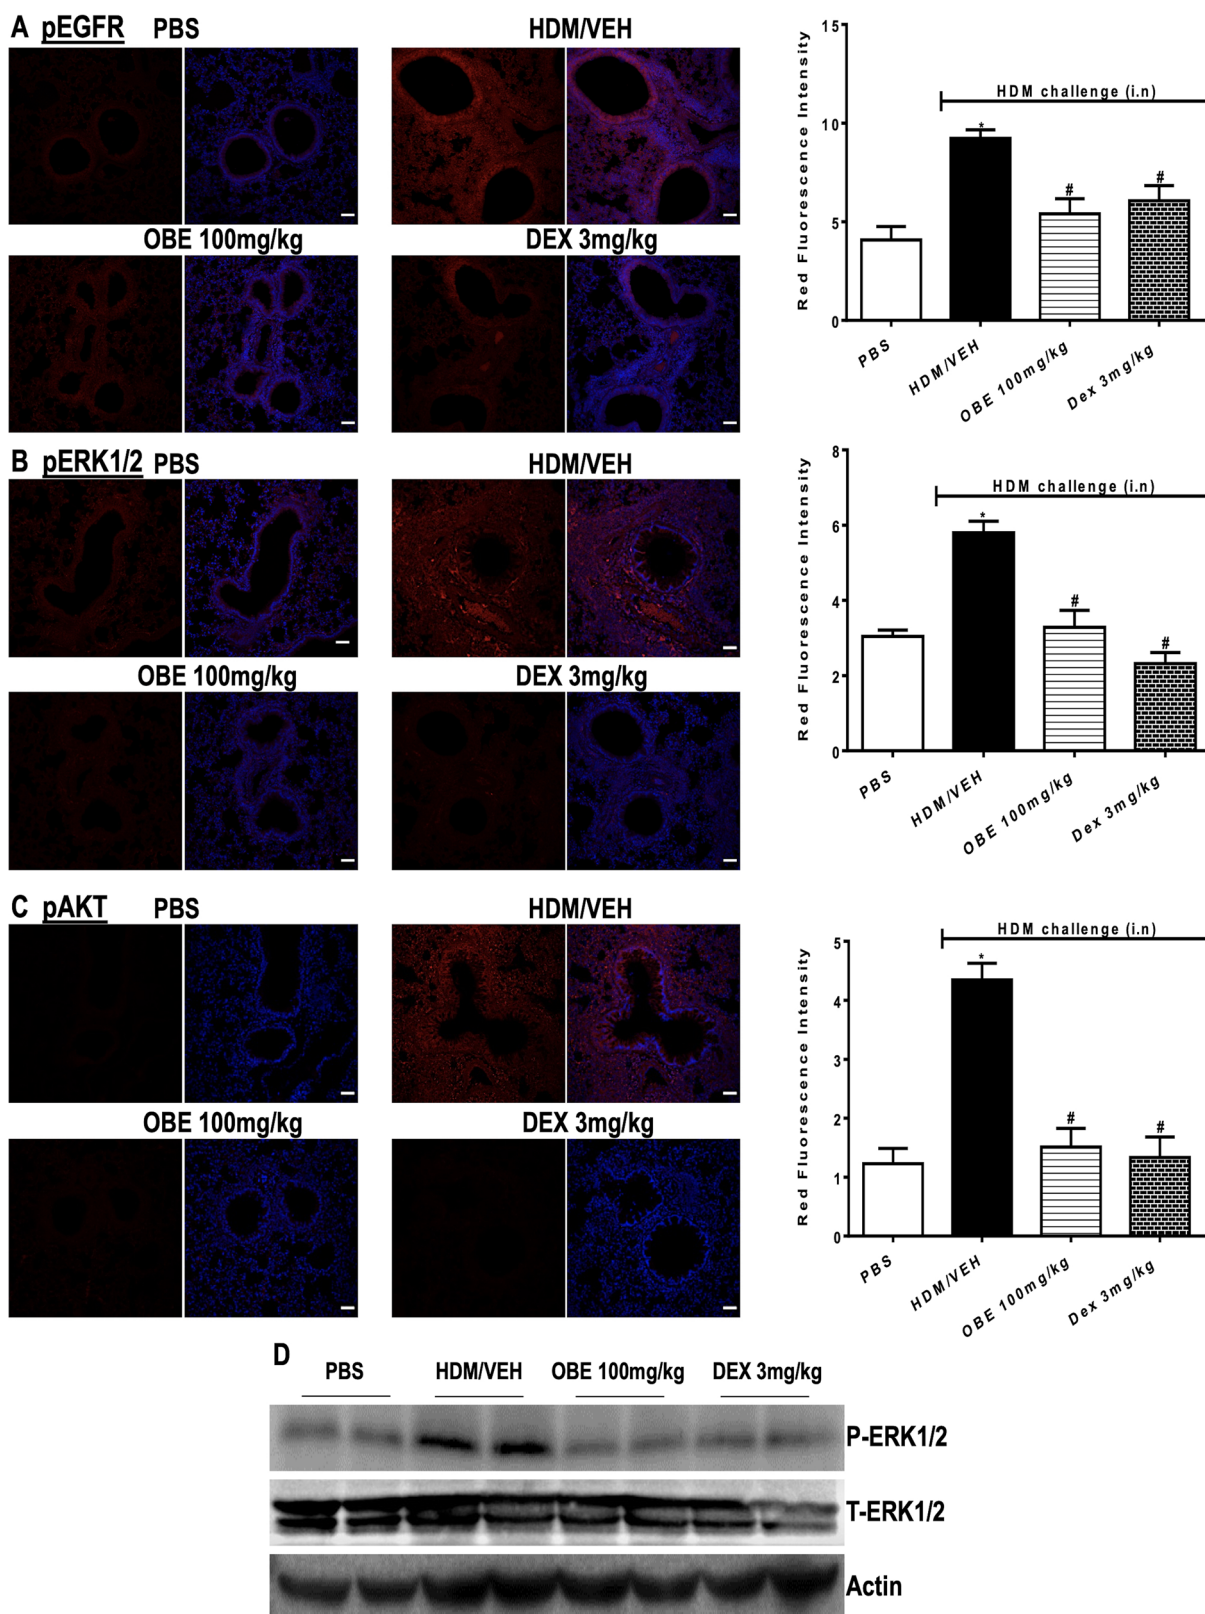 A pEGFR PBS HDM/VEH
OBE 100mg/kg DEX 3mg/kg
15
10
5
0
Red Fluorescence Intensity
HDM challenge (i.n)
*
#
#
PBS
HDM/VEH
OBE 100mg/kg
Dex 3mg/kg
B pERK1/2 PBS HDM/VEH
OBE 100mg/kg DEX 3mg/kg
8
6
4
2
0
Red Fluorescence Intensity
HDM challenge (i.n)
*
#
#
PBS
HDM/VEH
OBE 100mg/kg
Dex 3mg/kg
C pAKT PBS HDM/VEH
OBE 100mg/kg DEX 3mg/kg
5
4
3
2
1
0
Red Fluorescence Intensity
HDM challenge (i.n)
*
#
#
PBS
HDM/VEH
OBE 100mg/kg
Dex 3mg/kg
D
PBS HDM/VEH OBE 100mg/kg DEX 3mg/kg
P-ERK1/2
T-ERK1/2
Actin